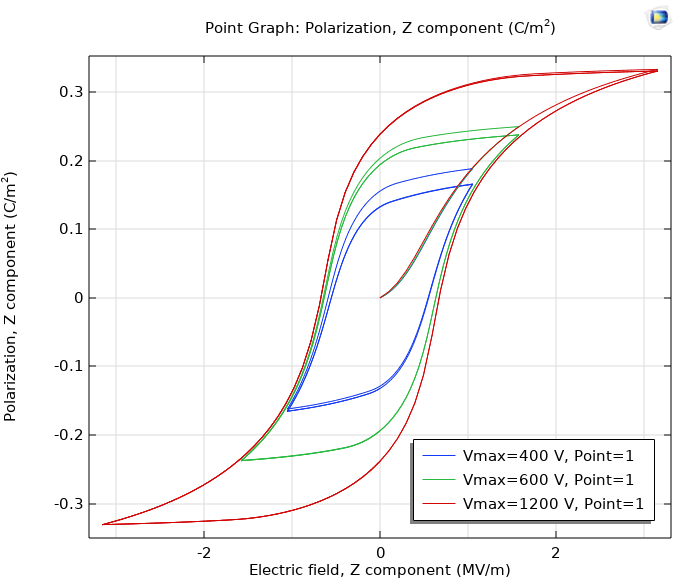 Point Graph: Polarization, Z component (C/m²)
Polarization, Z component (C/m²)
0.3
0.2
0.1
0
-0.1
-0.2
-0.3
Vmax=400 V, Point=1
Vmax=600 V, Point=1
Vmax=1200 V, Point=1
-2
0
2
Electric field, Z component (MV/m)